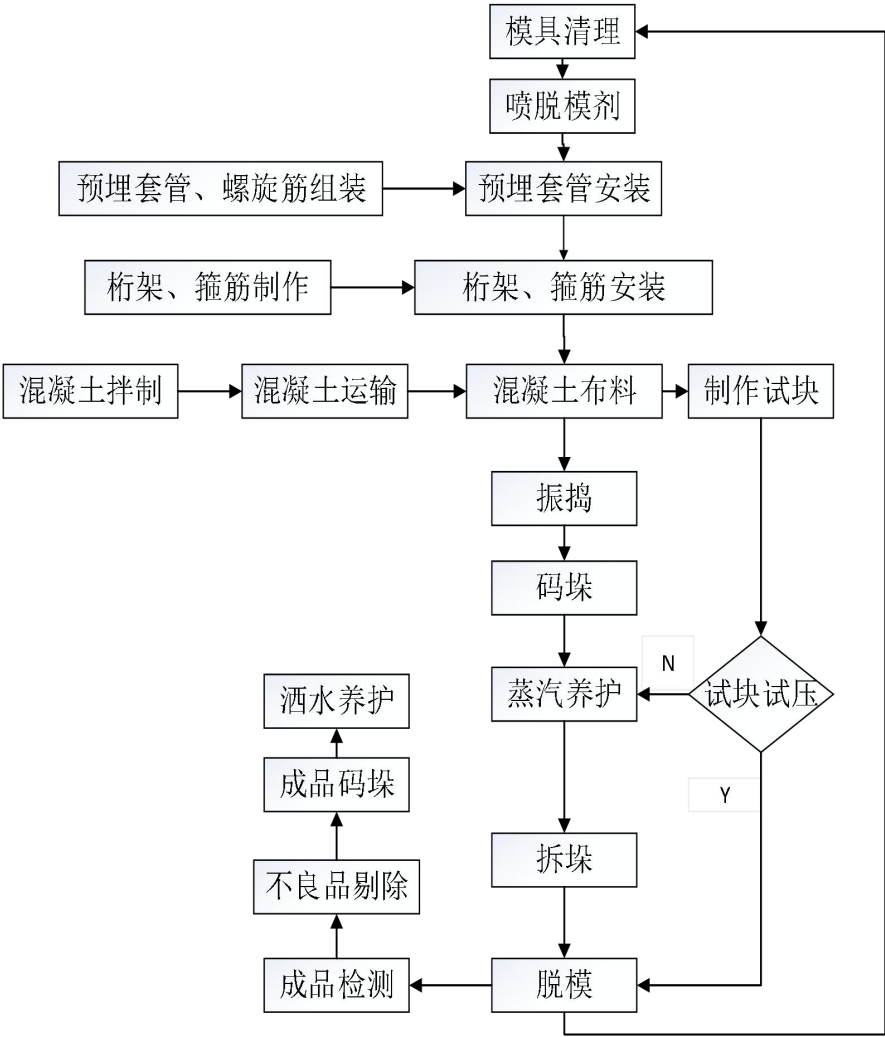 模具清理
喷脱模剂
预埋套管、螺旋筋组装
预埋套管安装
桁架、箍筋制作
桁架、箍筋安装
混凝土拌制
混凝土运输
混凝土布料
制作试块
振捣
码垛
N
洒水养护
蒸汽养护
试块试压
成品码垛
Y
拆垛
不良品剔除
成品检测
脱模